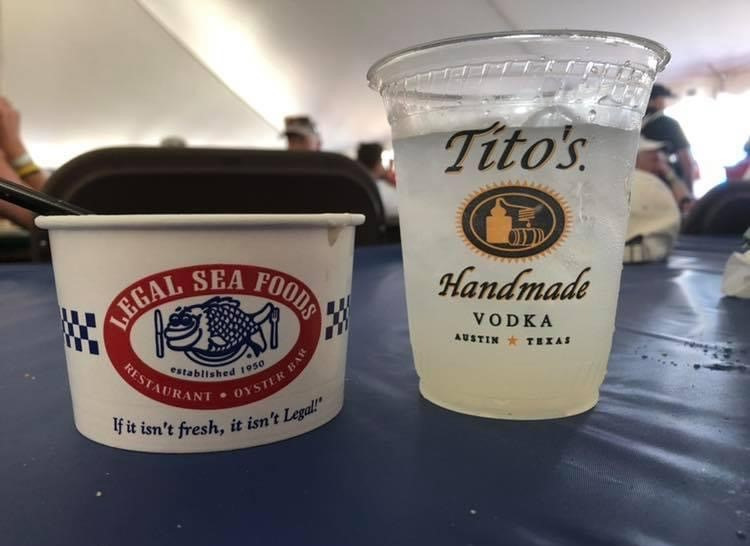 LEGAL SEA FOODS
established 1950
RESTAURANT • OYSTER BAR
If it isn't fresh, it isn't Legal!®
Tito's.
Handmade
VODKA
AUSTIN ★ TEXAS